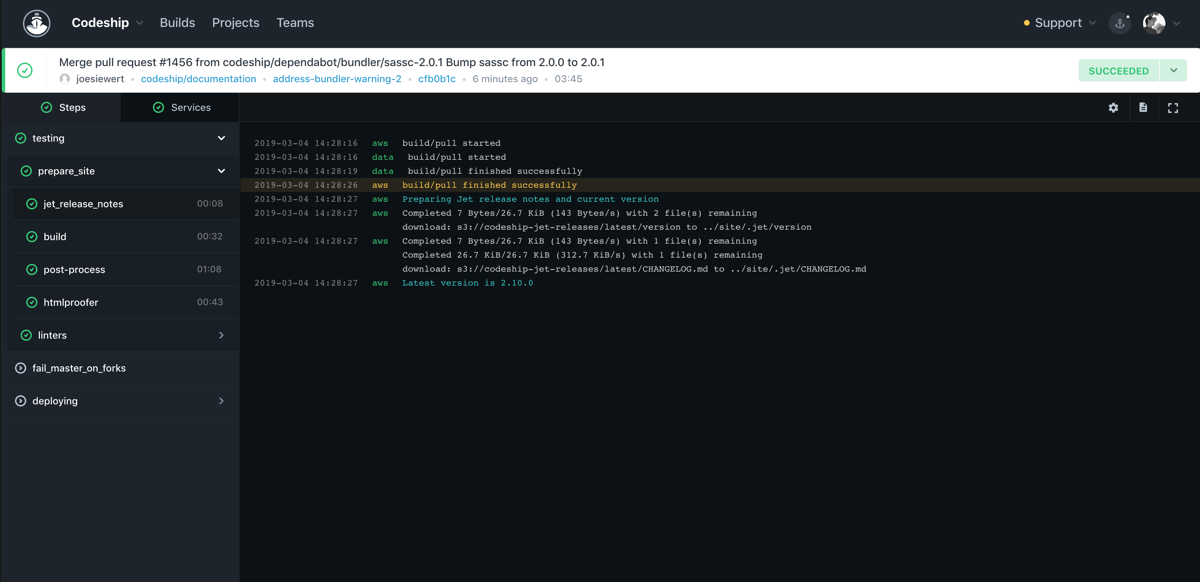 Codeship Builds Projects Teams Support
Merge pull request #1456 from codeship/dependabot/bundler/sassc-2.0.1 Bump sassc from 2.0.0 to 2.0.1
joesiewert • codeship/documentation • address-bundler-warning-2 • cfb0b1c • 6 minutes ago • 03:45
SUCCEEDED
Steps Services
testing
prepare_site
jet_release_notes 00:08
build 00:32
post-process 01:08
htmlproofer 00:43
linters
fail_master_on_forks
deploying
2019-03-04 14:28:16 aws build/pull started
2019-03-04 14:28:16 data build/pull started
2019-03-04 14:28:19 data build/pull finished successfully
2019-03-04 14:28:26 aws build/pull finished successfully
2019-03-04 14:28:27 aws Preparing Jet release notes and current version
2019-03-04 14:28:27 aws Completed 7 Bytes/26.7 KiB (143 Bytes/s) with 2 file(s) remaining
download: s3://codeship-jet-releases/latest/version to ../site/.jet/version
2019-03-04 14:28:27 aws Completed 7 Bytes/26.7 KiB (143 Bytes/s) with 1 file(s) remaining
Completed 26.7 KiB/26.7 KiB (312.7 KiB/s) with 1 file(s) remaining
download: s3://codeship-jet-releases/latest/CHANGELOG.md to ../site/.jet/CHANGELOG.md
2019-03-04 14:28:27 aws Latest version is 2.10.0